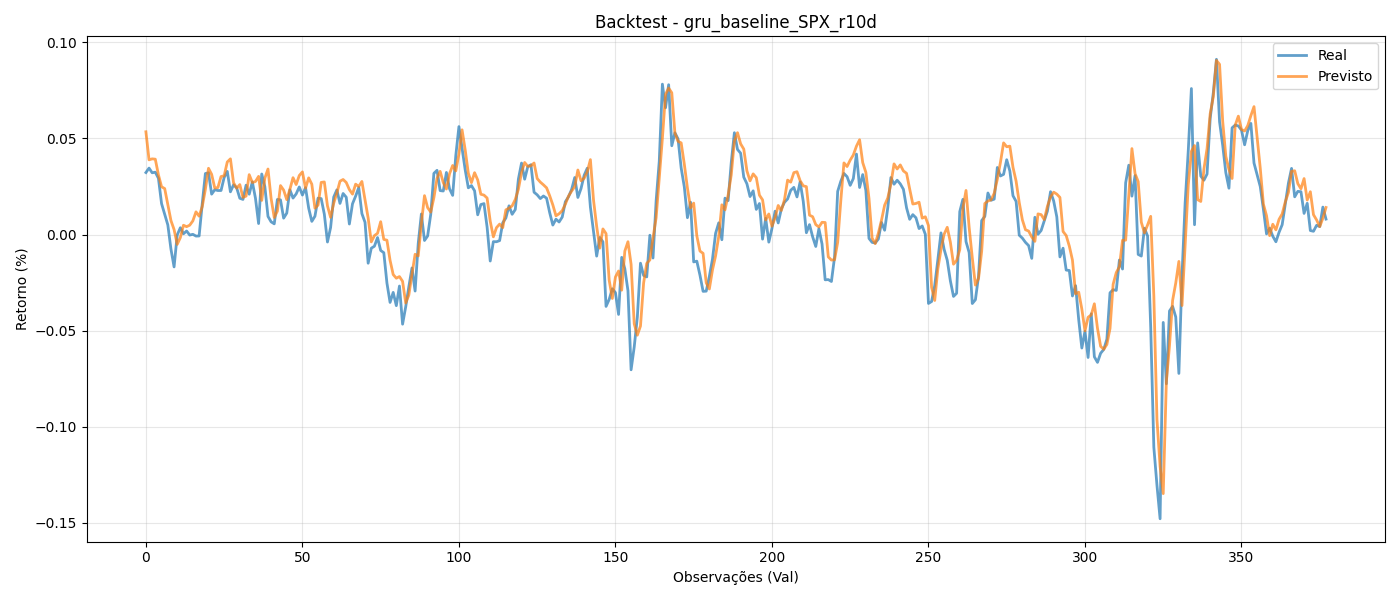 Backtest - gru_baseline_SPX_r10d
Real
Previsto
Retorno (%)
0.10
0.05
0.00
−0.05
−0.10
−0.15
0 50 100 150 200 250 300 350
Observações (Val)